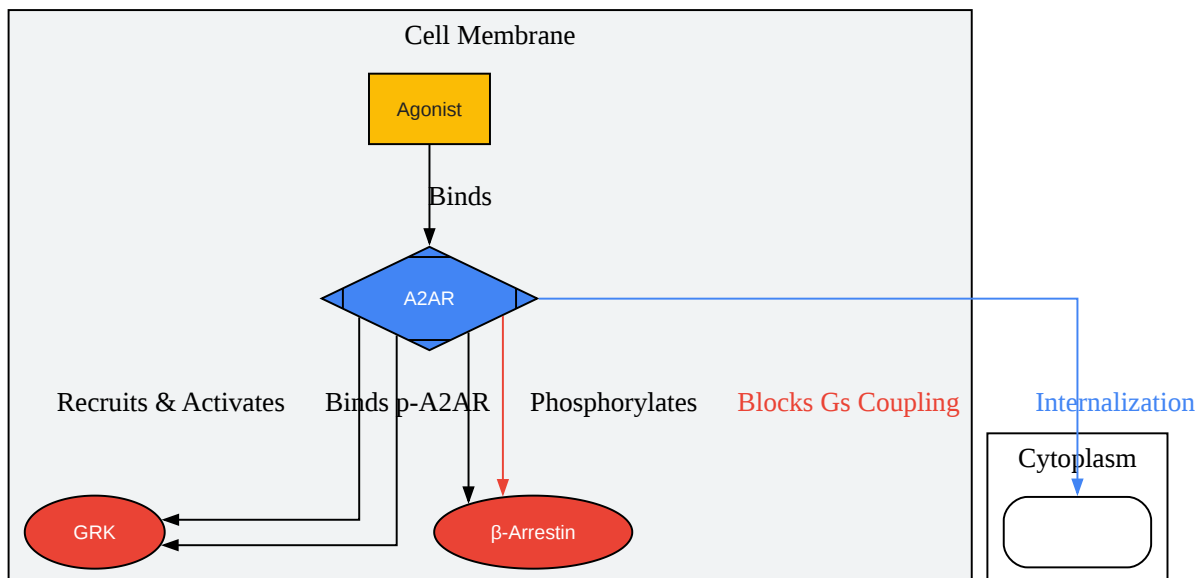 Cell Membrane
Agonist
Binds
A2AR
Recruits & Activates
Binds p-A2AR
Phosphorylates
Blocks Gs Coupling
Internalization
Cytoplasm
GRK
β-Arrestin